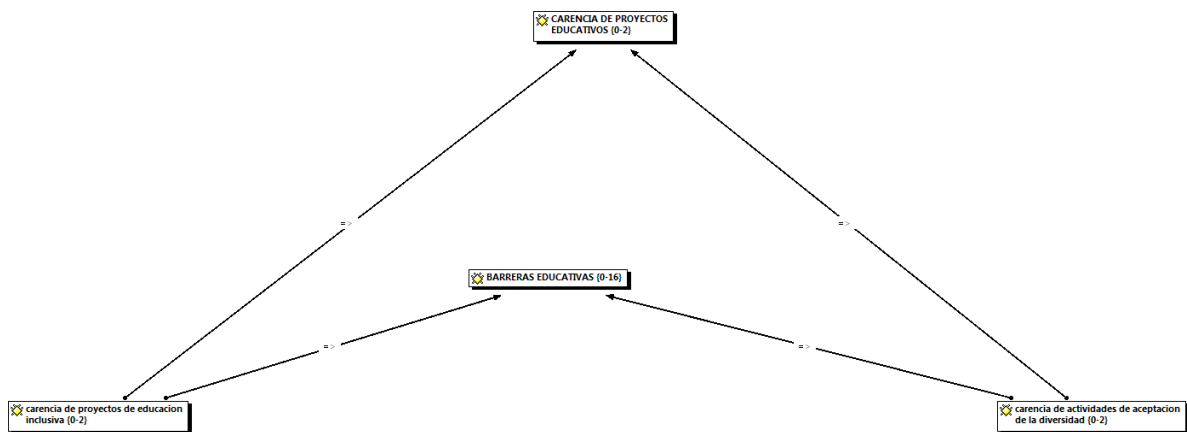 CARENCIA DE PROYECTOS
EDUCATIVOS {0-2}
=>
=>
BARRERAS EDUCATIVAS {0-16}
=>
=>
carencia de proyectos de educacion
inclusiva {0-2}
carencia de actividades de aceptacion
de la diversidad {0-2}